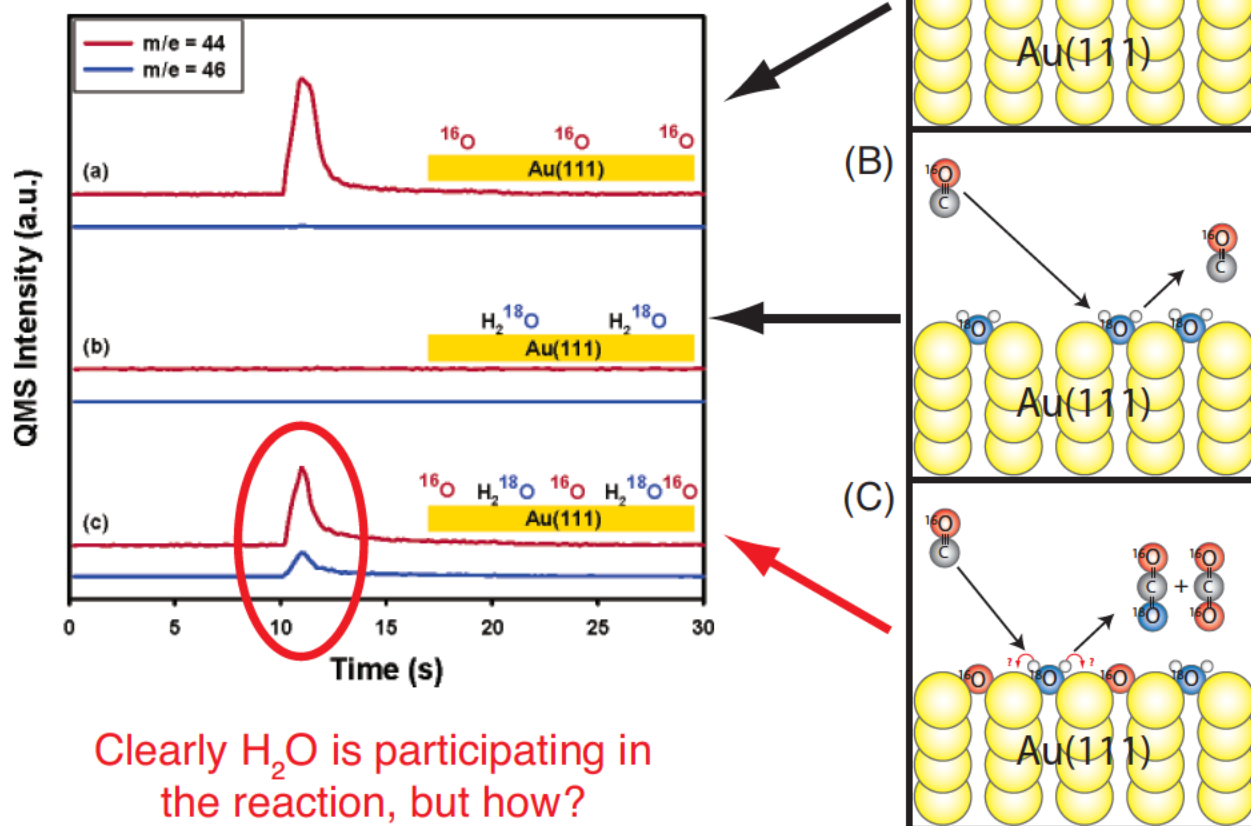 m/e = 44
m/e = 46
QMS Intensity (a.u.)
(a)
¹⁶O ¹⁶O ¹⁶O
Au(111)
(b)
H₂¹⁸O H₂¹⁸O
Au(111)
(c)
¹⁶O H₂¹⁸O ¹⁶O H₂¹⁸O¹⁶O
Au(111)
0 5 10 15 20 25 30
Time (s)
Clearly H₂O is participating in
the reaction, but how?
Au(111)
(B)
¹⁶O
C
¹⁶O
C
¹⁸O ¹⁸O ¹⁸O
Au(111)
(C)
¹⁶O
C
¹⁶O ¹⁶O
C + C
¹⁸O ¹⁶O
? ?
¹⁶O ¹⁸O ¹⁶O ¹⁸O
Au(111)